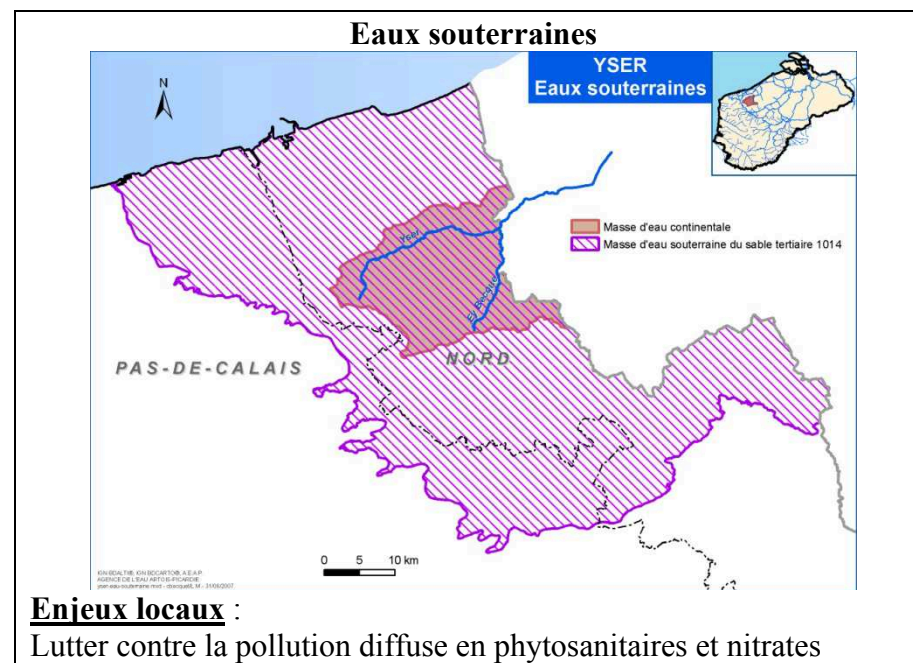 Eaux souterraines
YSER
Eaux souterraines
N
Masse d'eau continentale
Masse d'eau souterraine du sable tertiaire 1014
Yser
Ey Becque
PAS-DE-CALAIS
NORD
0 5 10 km
AGENCE DE L'EAU ARTOIS-PICARDIE
Enjeux locaux :
Lutter contre la pollution diffuse en phytosanitaires et nitrates